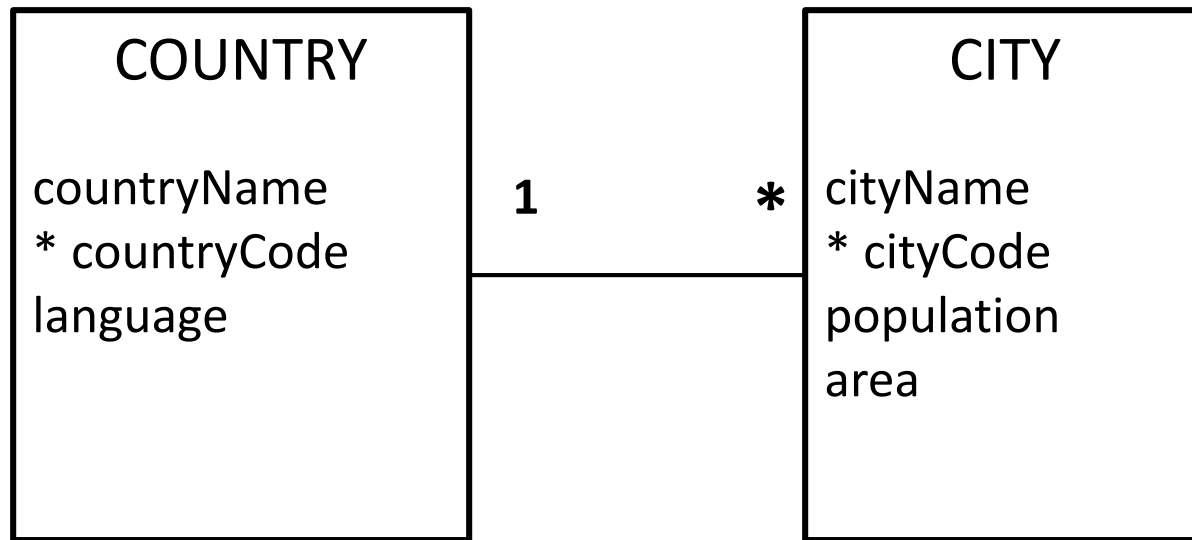 COUNTRY
countryName
* countryCode
language
1
*
CITY
cityName
* cityCode
population
area